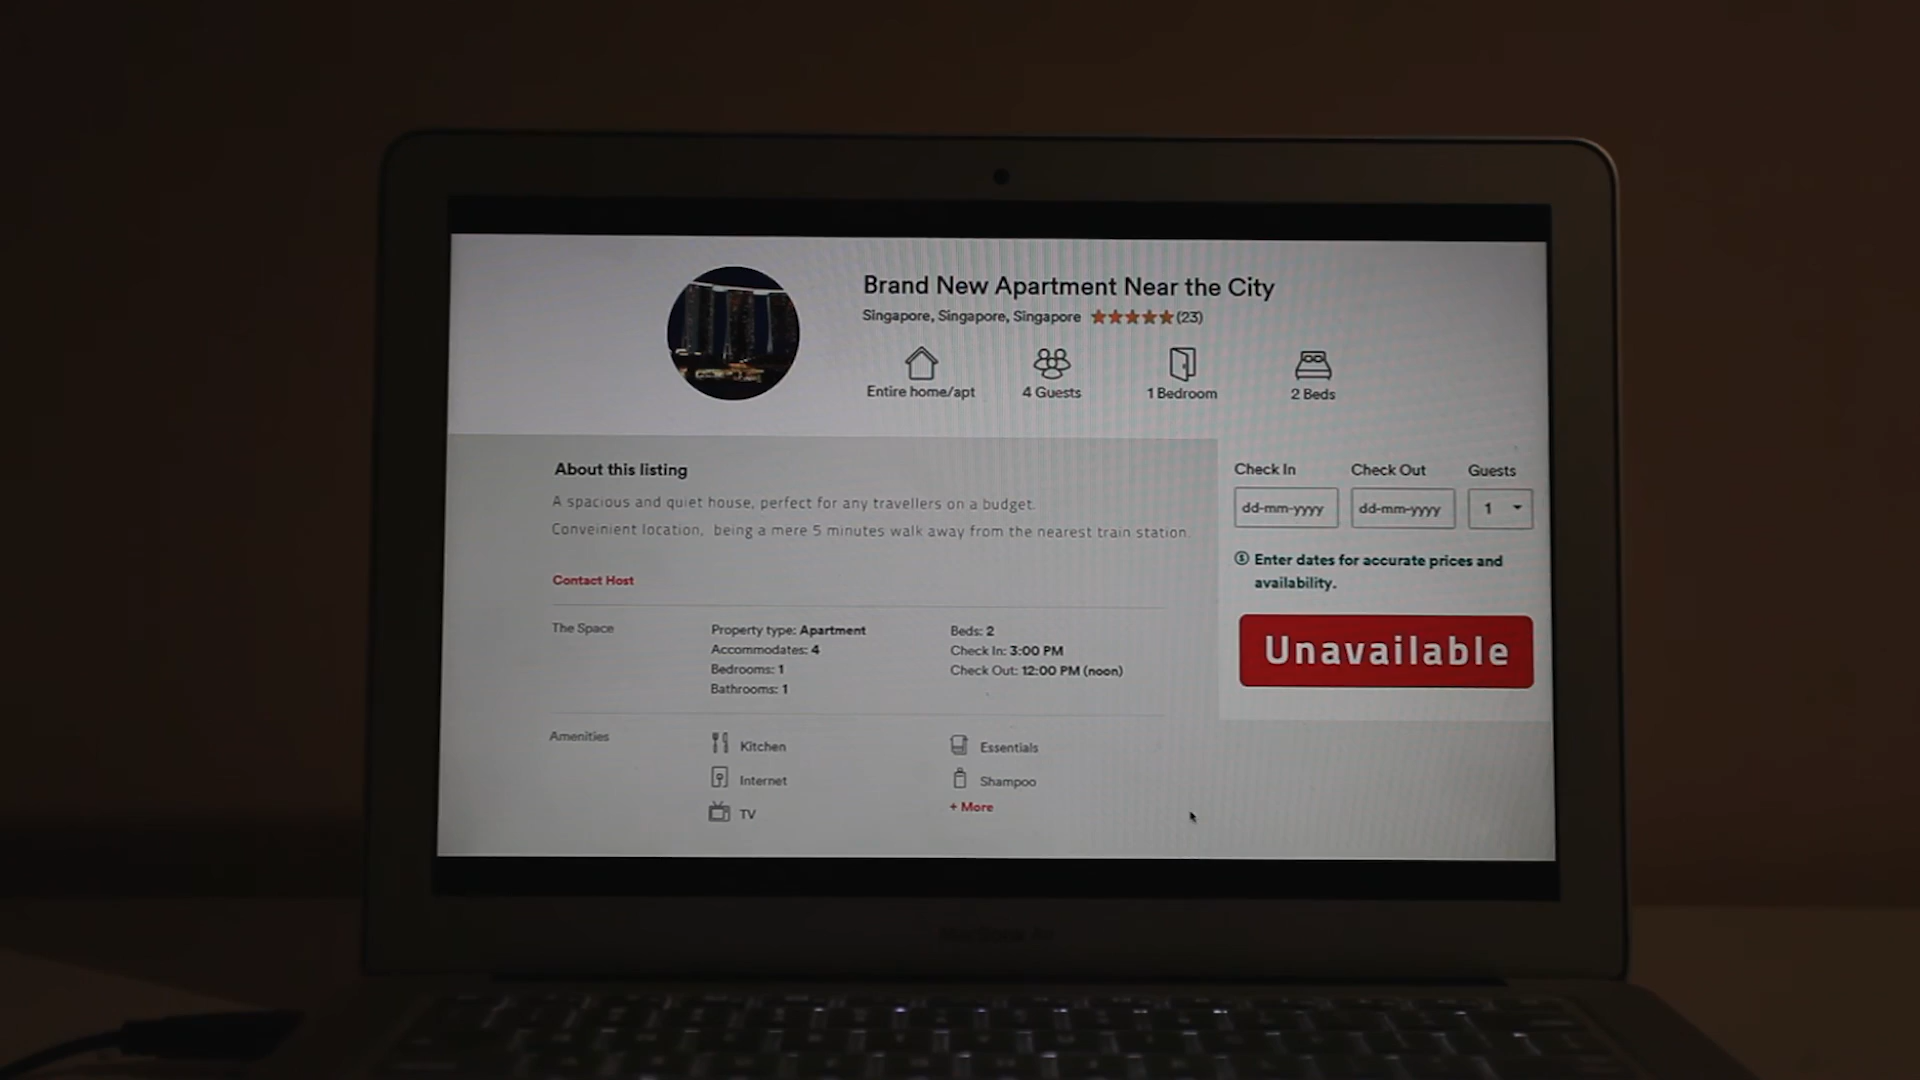 Brand New Apartment Near the City
Singapore, Singapore, Singapore ★★★★★(23)
Entire home/apt
4 Guests
1 Bedroom
2 Beds
About this listing
A spacious and quiet house, perfect for any travellers on a budget.
Conveinient location, being a mere 5 minutes walk away from the nearest train station.
Contact Host
The Space
Property type: Apartment
Accommodates: 4
Bedrooms: 1
Bathrooms: 1
Beds: 2
Check In: 3:00 PM
Check Out: 12:00 PM (noon)
Amenities
Kitchen
Internet
TV
Essentials
Shampoo
+ More
Check In Check Out Guests
dd-mm-yyyy dd-mm-yyyy 1
Enter dates for accurate prices and
availability.
Unavailable
MacBook Air